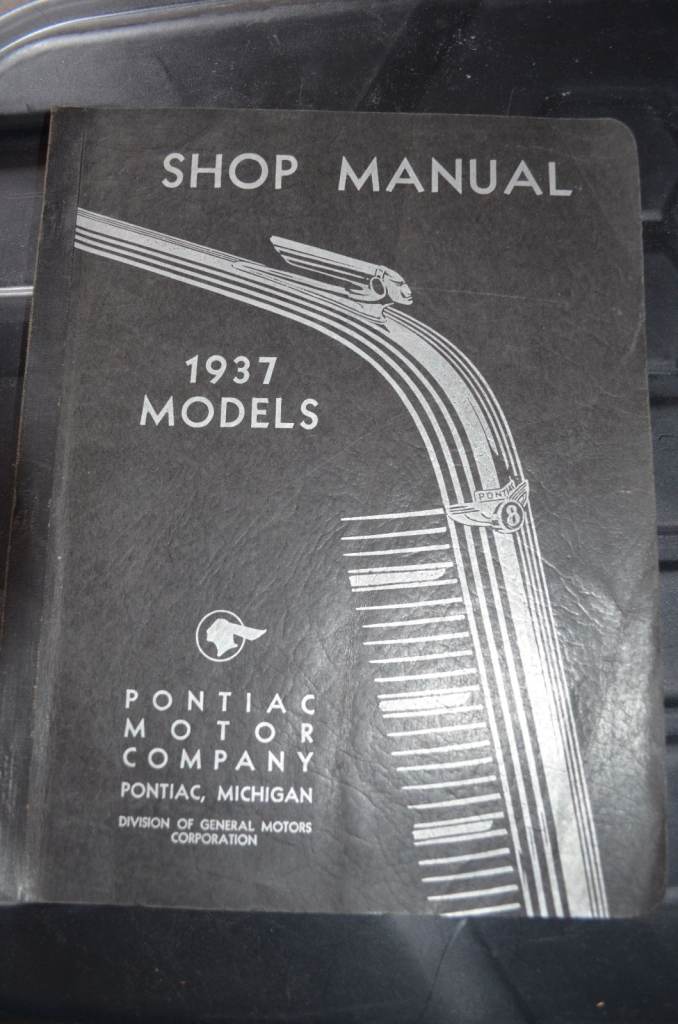 SHOP MANUAL
1937
MODELS
PONTIAC
8
PONTIAC
MOTOR
COMPANY
PONTIAC, MICHIGAN
DIVISION OF GENERAL MOTORS
CORPORATION